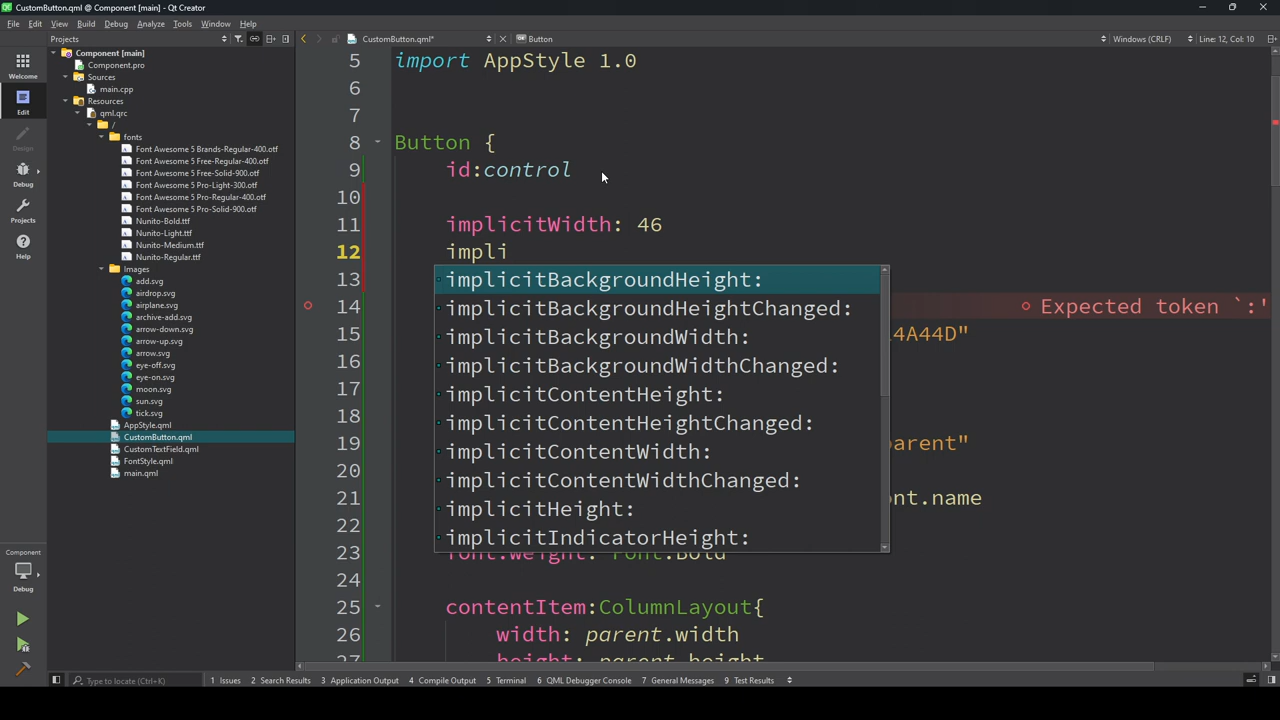 CustomButton.qml @ Component [main] - Qt Creator
File Edit View Build Debug Analyze Tools Window Help
Projects
CustomButton.qml*
Button
Windows (CRLF)
Line: 12, Col: 10
Welcome
Edit
Design
Debug
Projects
Help
Component
Debug
Component [main]
Component.pro
Sources
main.cpp
Resources
qml.qrc
/
fonts
Font Awesome 5 Brands-Regular-400.otf
Font Awesome 5 Free-Regular-400.otf
Font Awesome 5 Free-Solid-900.otf
Font Awesome 5 Pro-Light-300.otf
Font Awesome 5 Pro-Regular-400.otf
Font Awesome 5 Pro-Solid-900.otf
Nunito-Bold.ttf
Nunito-Light.ttf
Nunito-Medium.ttf
Nunito-Regular.ttf
Images
add.svg
airdrop.svg
airplane.svg
archive-add.svg
arrow-down.svg
arrow-up.svg
arrow.svg
eye-off.svg
eye-on.svg
moon.svg
sun.svg
tick.svg
AppStyle.qml
CustomButton.qml
CustomTextField.qml
FontStyle.qml
main.qml
5 import AppStyle 1.0
6
7
8 Button {
9 id:control
10
11 implicitWidth: 46
12 impli
13 implicitBackgroundHeight:
implicitBackgroundHeightChanged:
14 Expected token `:'
15 implicitBackgroundWidth: 4A44D"
16 implicitBackgroundWidthChanged:
17 implicitContentHeight:
18 implicitContentHeightChanged:
19 implicitContentWidth: parent"
20 implicitContentWidthChanged:
21 implicitHeight: nt.name
22 implicitIndicatorHeight:
23 font.weight: Font.Bold
24
25 contentItem:ColumnLayout{
26 width: parent.width
27 height: parent.height
Type to locate (Ctrl+K)
1 Issues 2 Search Results 3 Application Output 4 Compile Output 5 Terminal 6 QML Debugger Console 7 General Messages 9 Test Results